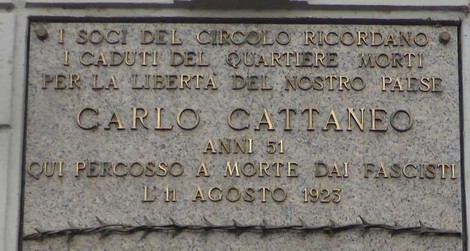 I SOCI DEL CIRCOLO RICORDANO
I CADUTI DEL QUARTIERE MORTI
PER LA LIBERTA DEL NOSTRO PAESE
CARLO CATTANEO
ANNI 51
QUI PERCOSSO A MORTE DAI FASCISTI
L'11 AGOSTO 1923